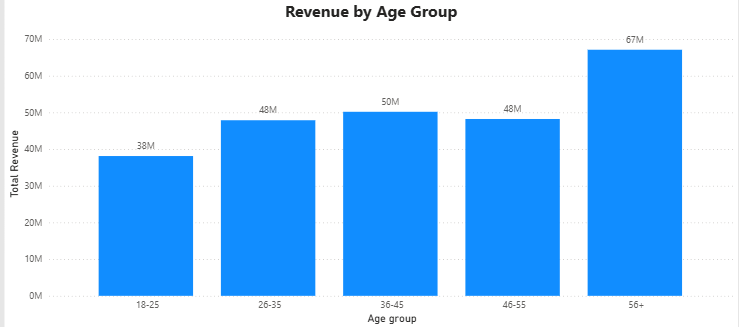 Revenue by Age Group
70M
60M
50M
40M
30M
20M
10M
0M
Total Revenue
38M
48M
50M
48M
67M
18-25
26-35
36-45
46-55
56+
Age group